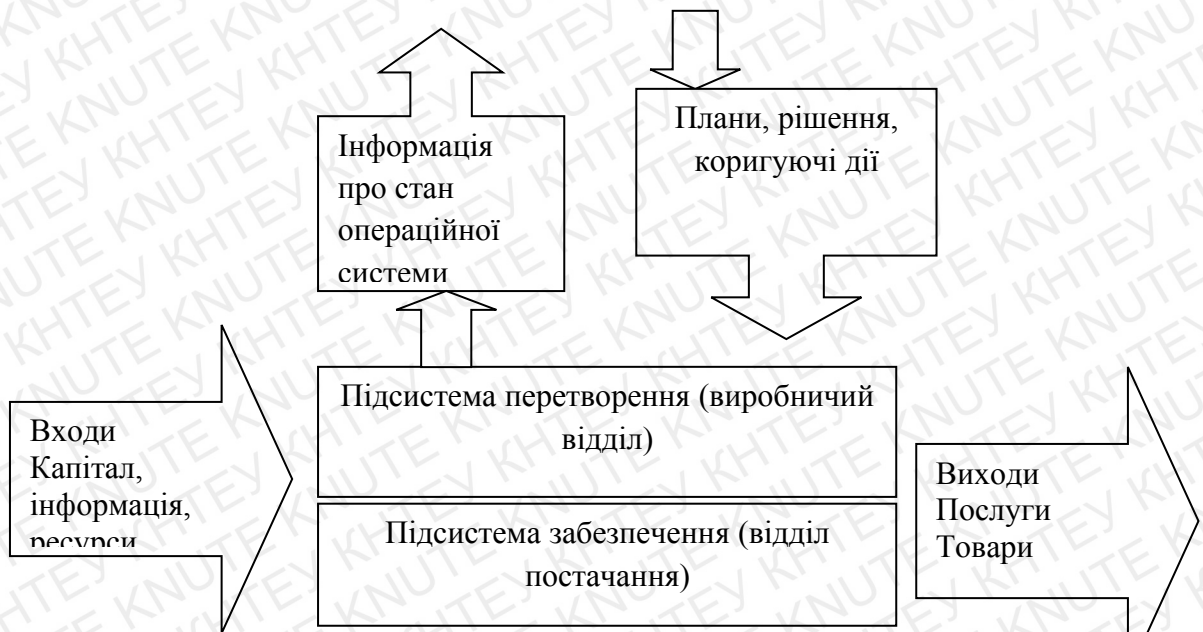 Інформація
про стан
операційної
системи
Плани, рішення,
коригуючі дії
Входи
Капітал,
інформація,
ресурси
Підсистема перетворення (виробничий
відділ)
Підсистема забезпечення (відділ
постачання)
Виходи
Послуги
Товари